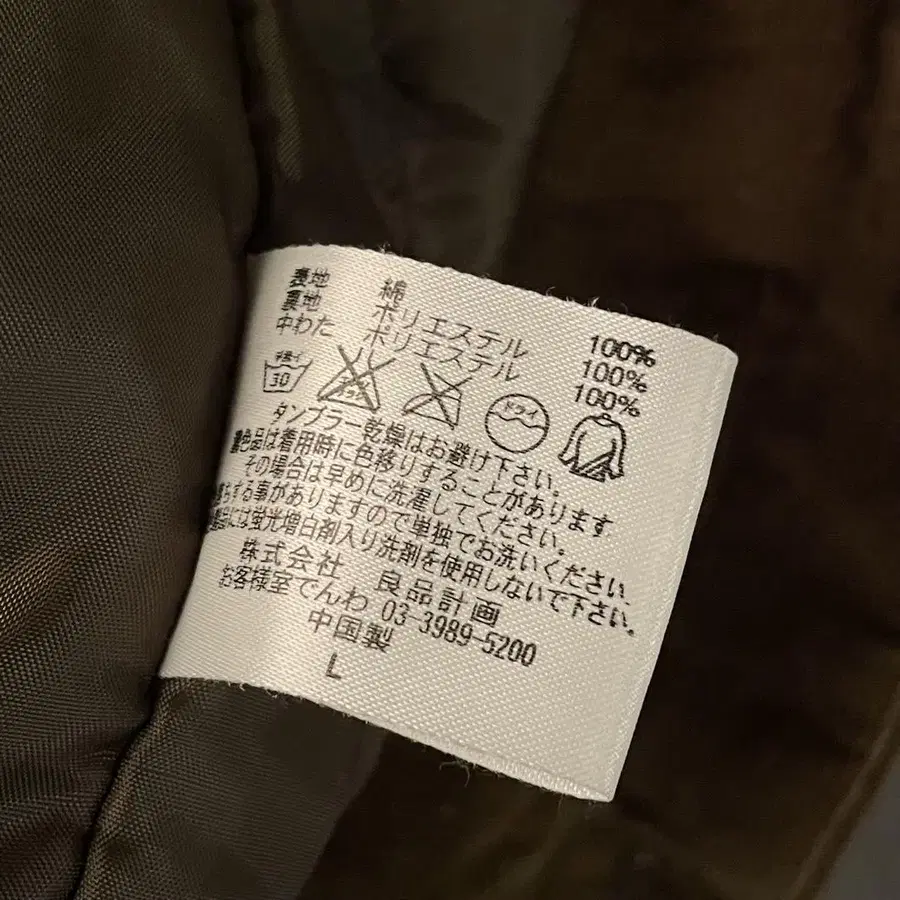 表地 綿 100%
裏地 ポリエステル 100%
中わた ポリエステル 100%
手洗イ 30 ドライ
タンブラー乾燥はお避け下さい。
濃色品は着用時に色移りすることがあります
その場合は早めに洗濯してください。
する事がありますので単独でお洗いください。
には蛍光増白剤入り洗剤を使用しないで下さい。
株式会社 良品計画
お客様室でんわ 03-3989-5200
中国製
L